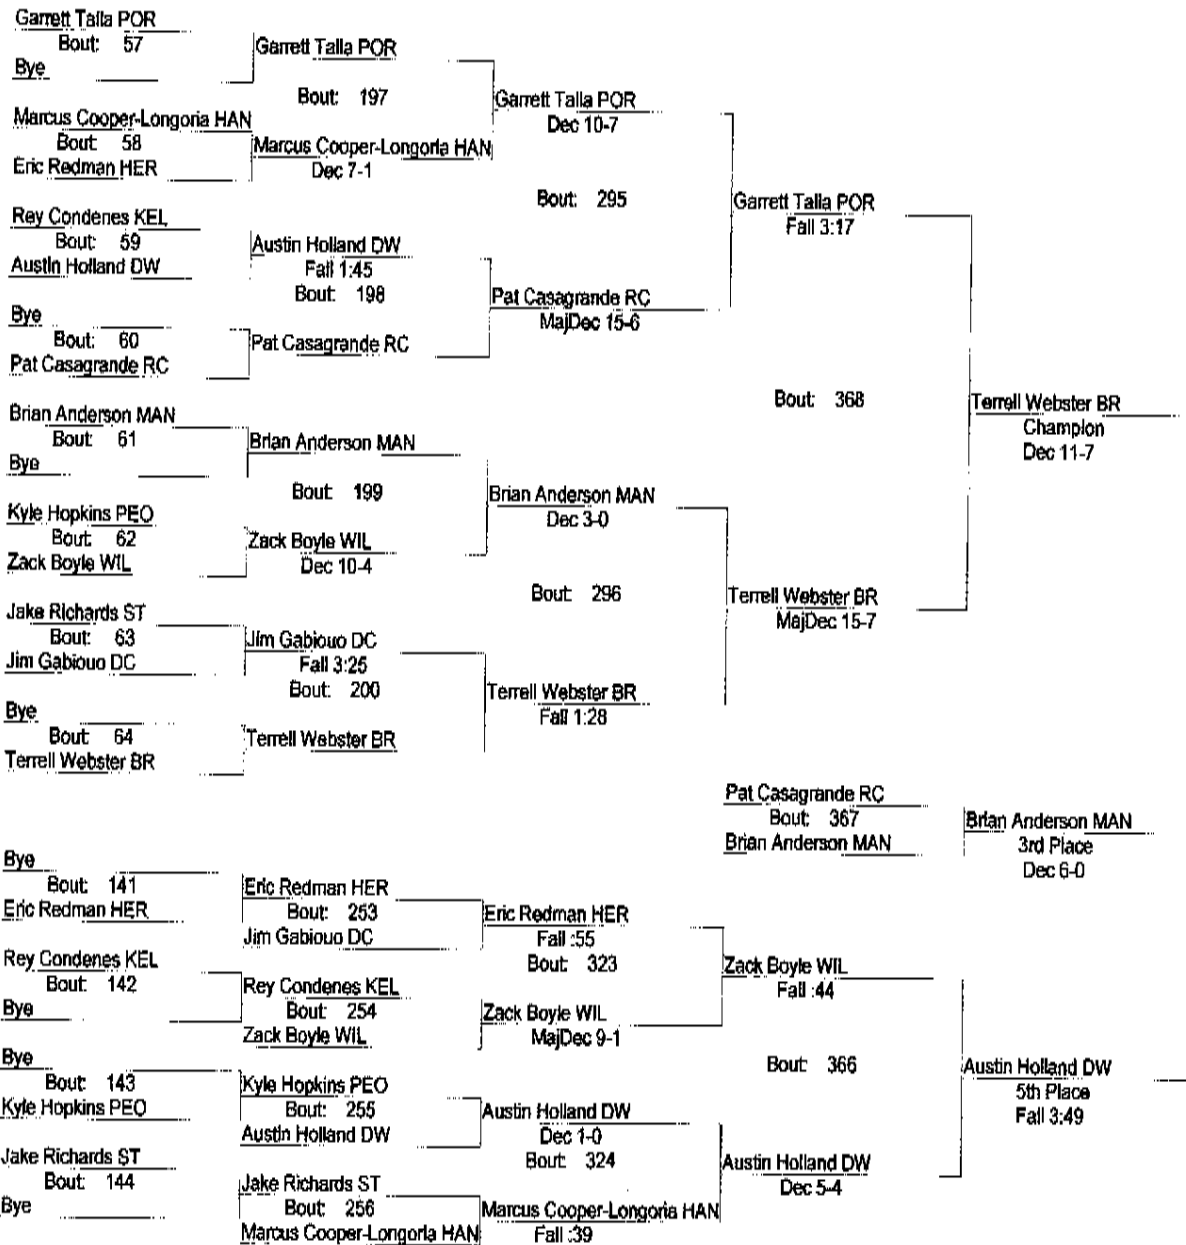 Garrett Talla POR
Bout: 57
Bye
Garrett Talla POR
Bout: 197
Marcus Cooper-Longoria HAN
Bout: 58
Eric Redman HER
Marcus Cooper-Longoria HAN
Dec 7-1
Garrett Talla POR
Dec 10-7
Bout: 295
Rey Condenes KEL
Bout: 59
Austin Holland DW
Austin Holland DW
Fall 1:45
Bout: 198
Bye
Bout: 60
Pat Casagrande RC
Pat Casagrande RC
Pat Casagrande RC
MajDec 15-6
Garrett Talla POR
Fall 3:17
Bout: 368
Brian Anderson MAN
Bout: 61
Bye
Brian Anderson MAN
Bout: 199
Kyle Hopkins PEO
Bout: 62
Zack Boyle WIL
Zack Boyle WIL
Dec 10-4
Brian Anderson MAN
Dec 3-0
Bout: 296
Jake Richards ST
Bout: 63
Jim Gabiouo DC
Jim Gabiouo DC
Fall 3:25
Bout: 200
Bye
Bout: 64
Terrell Webster BR
Terrell Webster BR
Terrell Webster BR
Fall 1:28
Terrell Webster BR
MajDec 15-7
Terrell Webster BR
Champion
Dec 11-7
Pat Casagrande RC
Bout: 367
Brian Anderson MAN
Brian Anderson MAN
3rd Place
Dec 6-0
Bye
Bout: 141
Eric Redman HER
Eric Redman HER
Bout: 253
Jim Gabiouo DC
Eric Redman HER
Fall :55
Bout: 323
Rey Condenes KEL
Bout: 142
Bye
Rey Condenes KEL
Bout: 254
Zack Boyle WIL
Zack Boyle WIL
MajDec 9-1
Zack Boyle WIL
Fall :44
Bout: 366
Bye
Bout: 143
Kyle Hopkins PEO
Kyle Hopkins PEO
Bout: 255
Austin Holland DW
Austin Holland DW
Dec 1-0
Bout: 324
Jake Richards ST
Bout: 144
Bye
Jake Richards ST
Bout: 256
Marcus Cooper-Longoria HAN
Marcus Cooper-Longoria HAN
Fall :39
Austin Holland DW
Dec 5-4
Austin Holland DW
5th Place
Fall 3:49